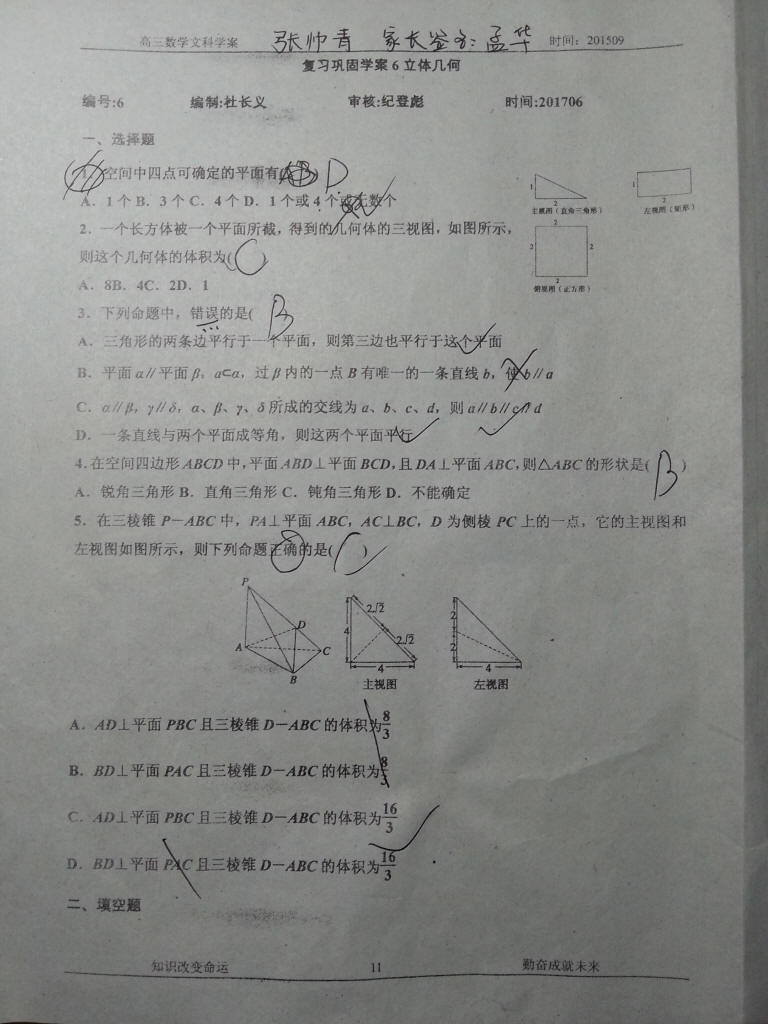 高三数学文科学案 张帅青 家长签名:孟华 时间：201509
复习巩固学案6立体几何
编号:6 编制:杜长义 审核:纪登彪 时间:201706
一、选择题
1．空间中四点可确定的平面有( ) D
A．1个B．3个C．4个D．1个或4个或无数个
2．一个长方体被一个平面所截，得到的几何体的三视图，如图所示，
则这个几何体的体积为( C )
A．8B．4C．2D．1
1
2
主视图（直角三角形）
1
2
左视图（矩形）
2
2 2
2
俯视图（正方形）
3．下列命题中，错误的是( B
A．三角形的两条边平行于一个平面，则第三边也平行于这个平面
B．平面α∥平面β，a⊂α，过β内的一点B有唯一的一条直线b，使b∥a
C．α∥β，γ∥δ，α、β、γ、δ所成的交线为a、b、c、d，则a∥b∥c∥d
D．一条直线与两个平面成等角，则这两个平面平行
4.在空间四边形ABCD中，平面ABD⊥平面BCD，且DA⊥平面ABC，则△ABC的形状是( B )
A．锐角三角形B．直角三角形C．钝角三角形D．不能确定
5．在三棱锥P－ABC中，PA⊥平面ABC，AC⊥BC，D为侧棱PC上的一点，它的主视图和
左视图如图所示，则下列命题正确的是( C )
P
D
A C
B
2√2
4 2√2
4
主视图
2
2
4
左视图
A．AD⊥平面PBC且三棱锥D－ABC的体积为8/3
B．BD⊥平面PAC且三棱锥D－ABC的体积为8/3
C．AD⊥平面PBC且三棱锥D－ABC的体积为16/3
D．BD⊥平面PAC且三棱锥D－ABC的体积为16/3
二、填空题
知识改变命运 11 勤奋成就未来